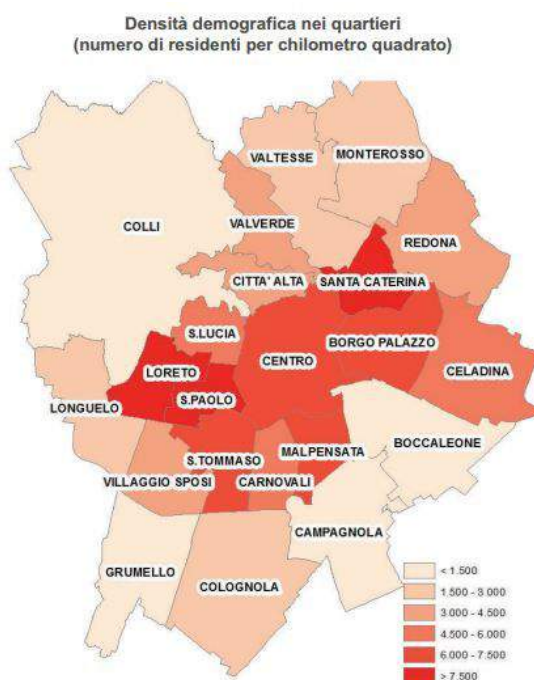 Densità demografica nei quartieri
(numero di residenti per chilometro quadrato)
VALTESSE
MONTEROSSO
COLLI
VALVERDE
REDONA
CITTA' ALTA
SANTA CATERINA
S.LUCIA
CENTRO
BORGO PALAZZO
LORETO
CELADINA
S.PAOLO
LONGUELO
BOCCALEONE
MALPENSATA
S.TOMMASO
VILLAGGIO SPOSI
CARNOVALI
CAMPAGNOLA
GRUMELLO
COLOGNOLA
< 1.500
1.500 - 3.000
3.000 - 4.500
4.500 - 6.000
6.000 - 7.500
> 7.500